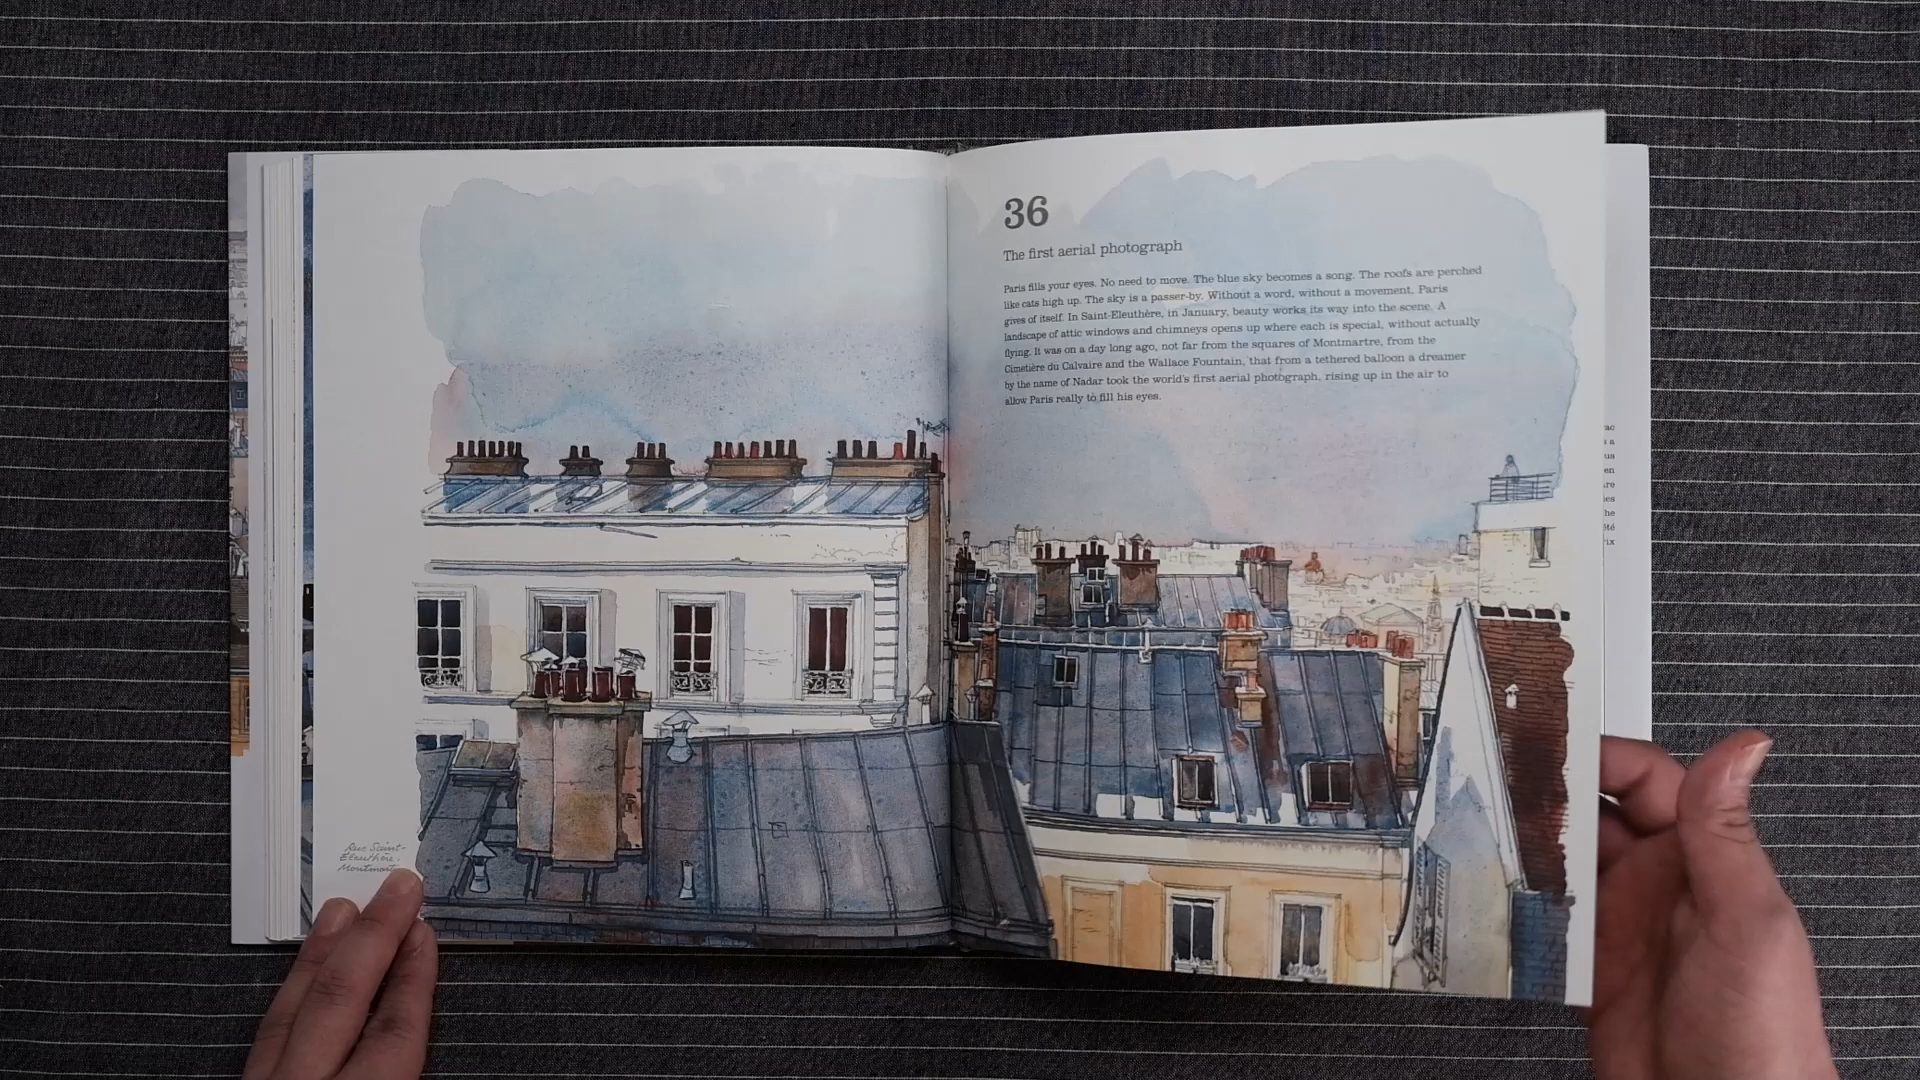 36
The first aerial photograph
Paris fills your eyes. No need to move. The blue sky becomes a song. The roofs are perched
like cats high up. The sky is a passer-by. Without a word, without a movement, Paris
gives of itself. In Saint-Eleuthère, in January, beauty works its way into the scene. A
landscape of attic windows and chimneys opens up where each is special, without actually
flying. It was on a day long ago, not far from the squares of Montmartre, from the
Cimetière du Calvaire and the Wallace Fountain, that from a tethered balloon a dreamer
by the name of Nadar took the world's first aerial photograph, rising up in the air to
allow Paris really to fill his eyes.
Rue Saint-
Eleuthère.